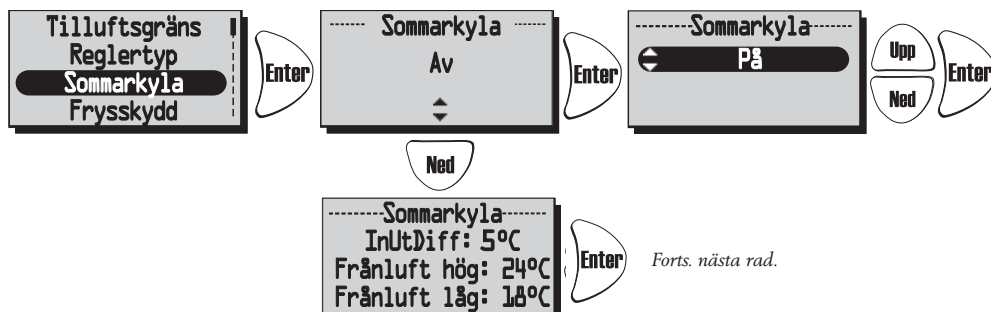 Tilluftsgräns
Reglertyp
Sommarkyla
Frysskydd
Enter
Sommarkyla
Av
Enter
Sommarkyla
På
Upp
Ned
Enter
Ned
Sommarkyla
InUtDiff: 5°C
Frånluft hög: 24°C
Frånluft låg: 18°C
Enter
Forts. nästa rad.